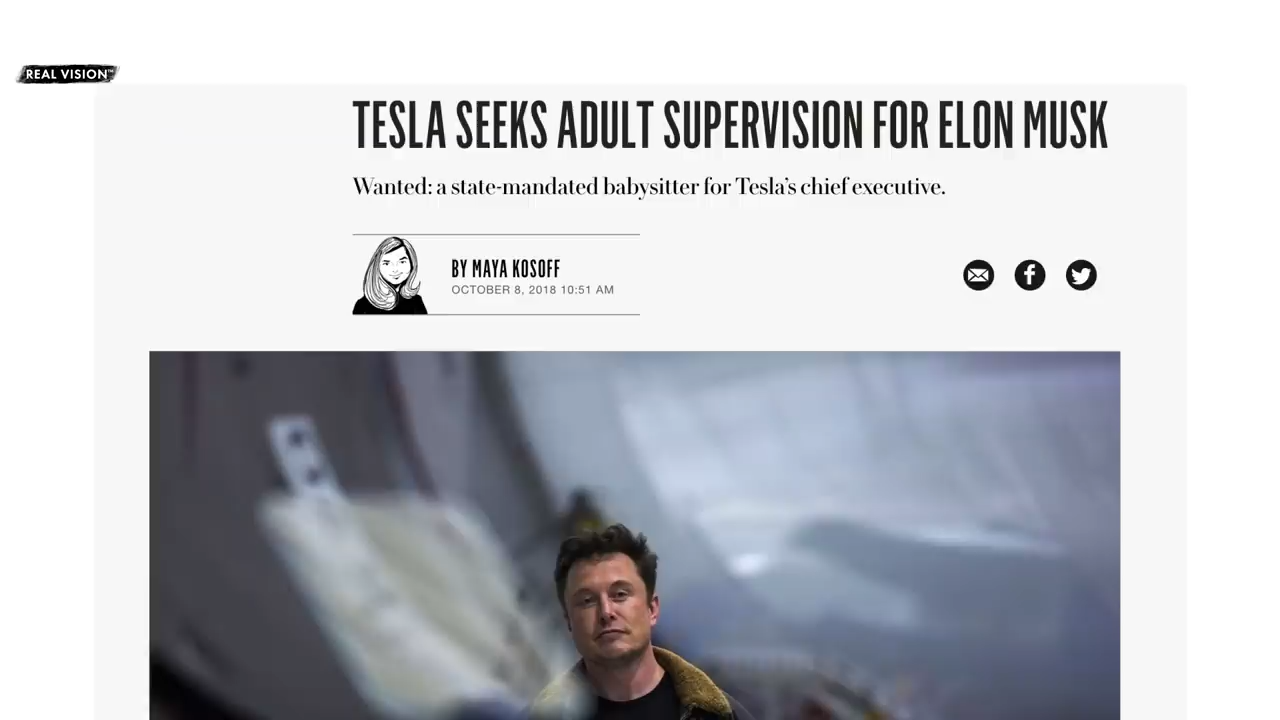 REAL VISION™
TESLA SEEKS ADULT SUPERVISION FOR ELON MUSK
Wanted: a state-mandated babysitter for Tesla’s chief executive.
BY MAYA KOSOFF
OCTOBER 8, 2018 10:51 AM